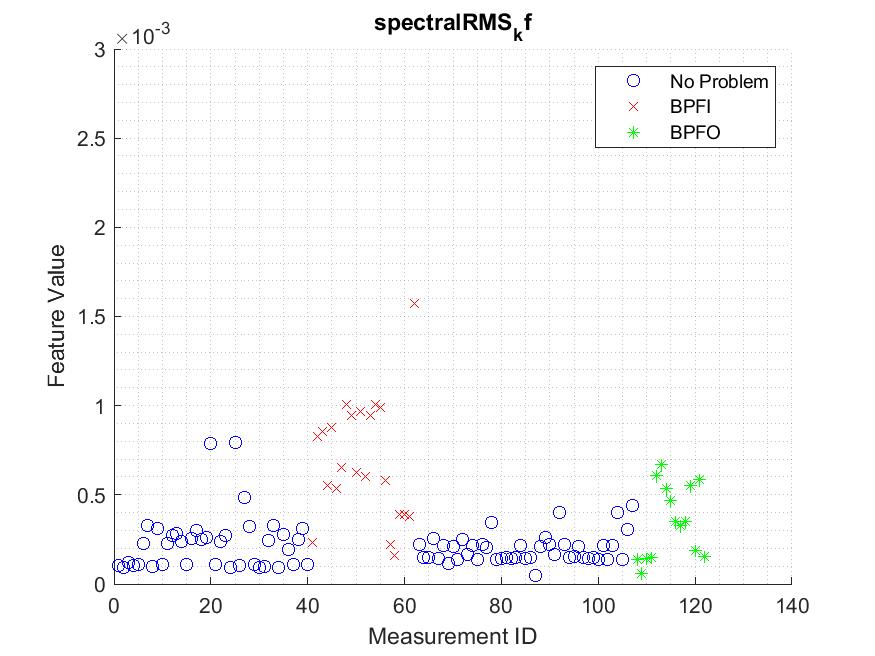 spectralRMS_kf
×10^-3
3
2.5
2
1.5
1
0.5
0
Feature Value
No Problem
BPFI
BPFO
0 20 40 60 80 100 120 140
Measurement ID